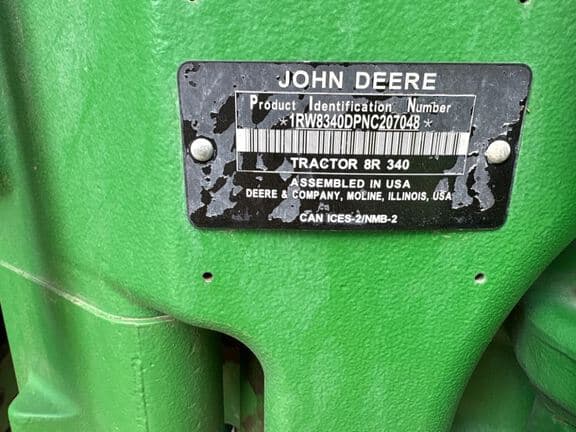 JOHN DEERE
Product Identification Number
*1RW8340DPNC207048*
TRACTOR 8R 340
ASSEMBLED IN USA
DEERE & COMPANY, MOLINE, ILLINOIS, USA
CAN ICES-2/NMB-2